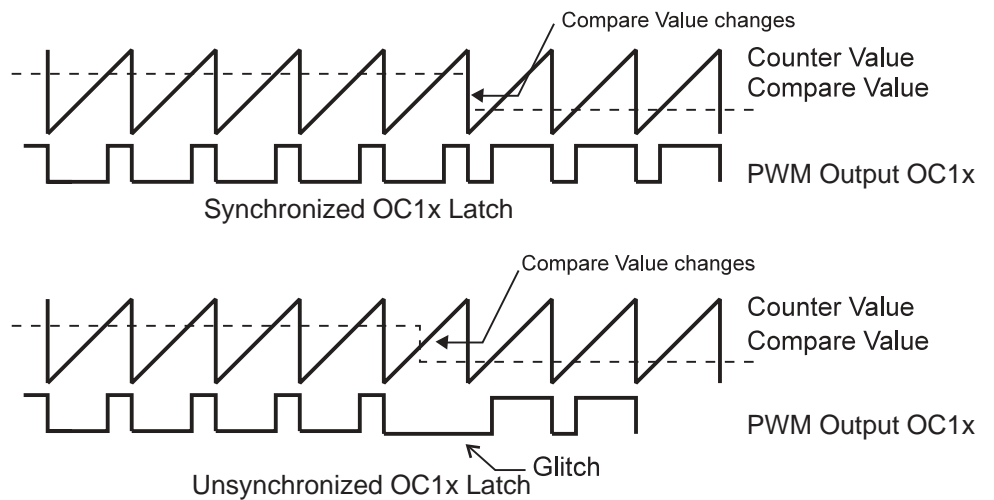 Compare Value changes
Counter Value
Compare Value
PWM Output OC1x
Synchronized OC1x Latch
Compare Value changes
Counter Value
Compare Value
PWM Output OC1x
Glitch
Unsynchronized OC1x Latch